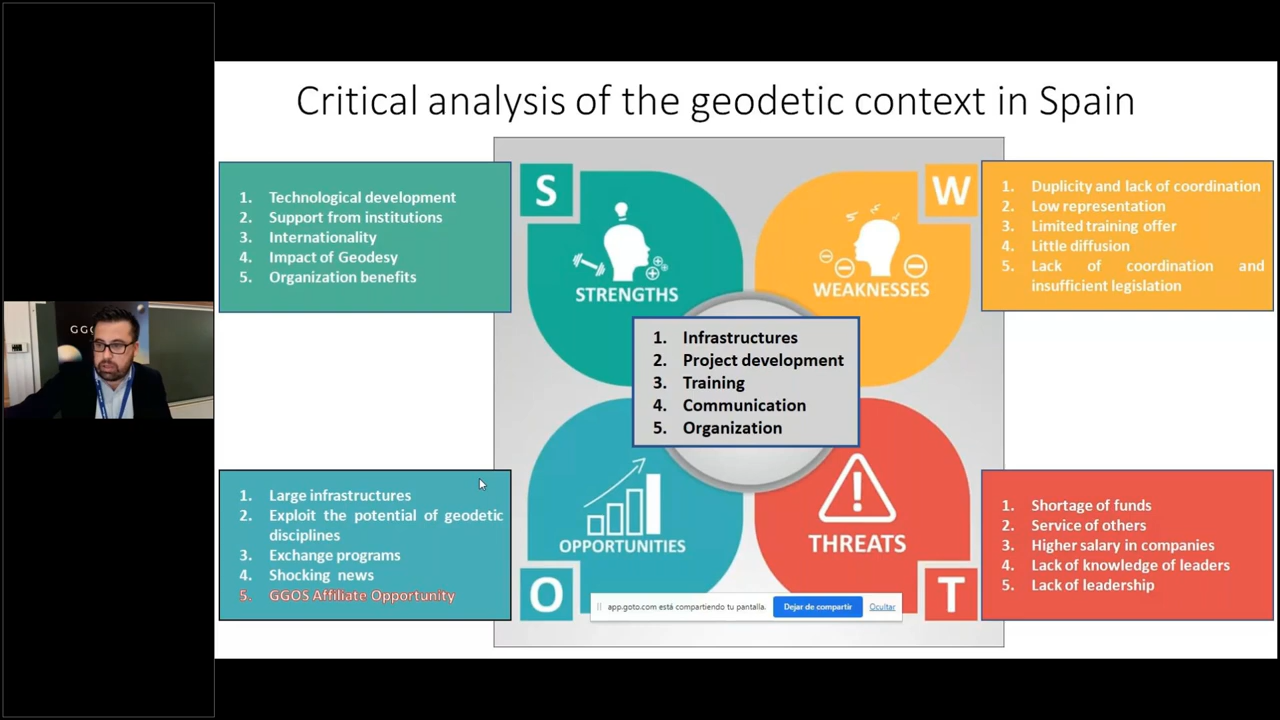 Critical analysis of the geodetic context in Spain
1. Technological development
2. Support from institutions
3. Internationality
4. Impact of Geodesy
5. Organization benefits
S
STRENGTHS
W
WEAKNESSES
1. Duplicity and lack of coordination
2. Low representation
3. Limited training offer
4. Little diffusion
5. Lack of coordination and
insufficient legislation
1. Infrastructures
2. Project development
3. Training
4. Communication
5. Organization
1. Large infrastructures
2. Exploit the potential of geodetic
disciplines
3. Exchange programs
4. Shocking news
5. GGOS Affiliate Opportunity
OPPORTUNITIES
O
THREATS
T
1. Shortage of funds
2. Service of others
3. Higher salary in companies
4. Lack of knowledge of leaders
5. Lack of leadership
app.goto.com está compartiendo tu pantalla.
Dejar de compartir
Ocultar